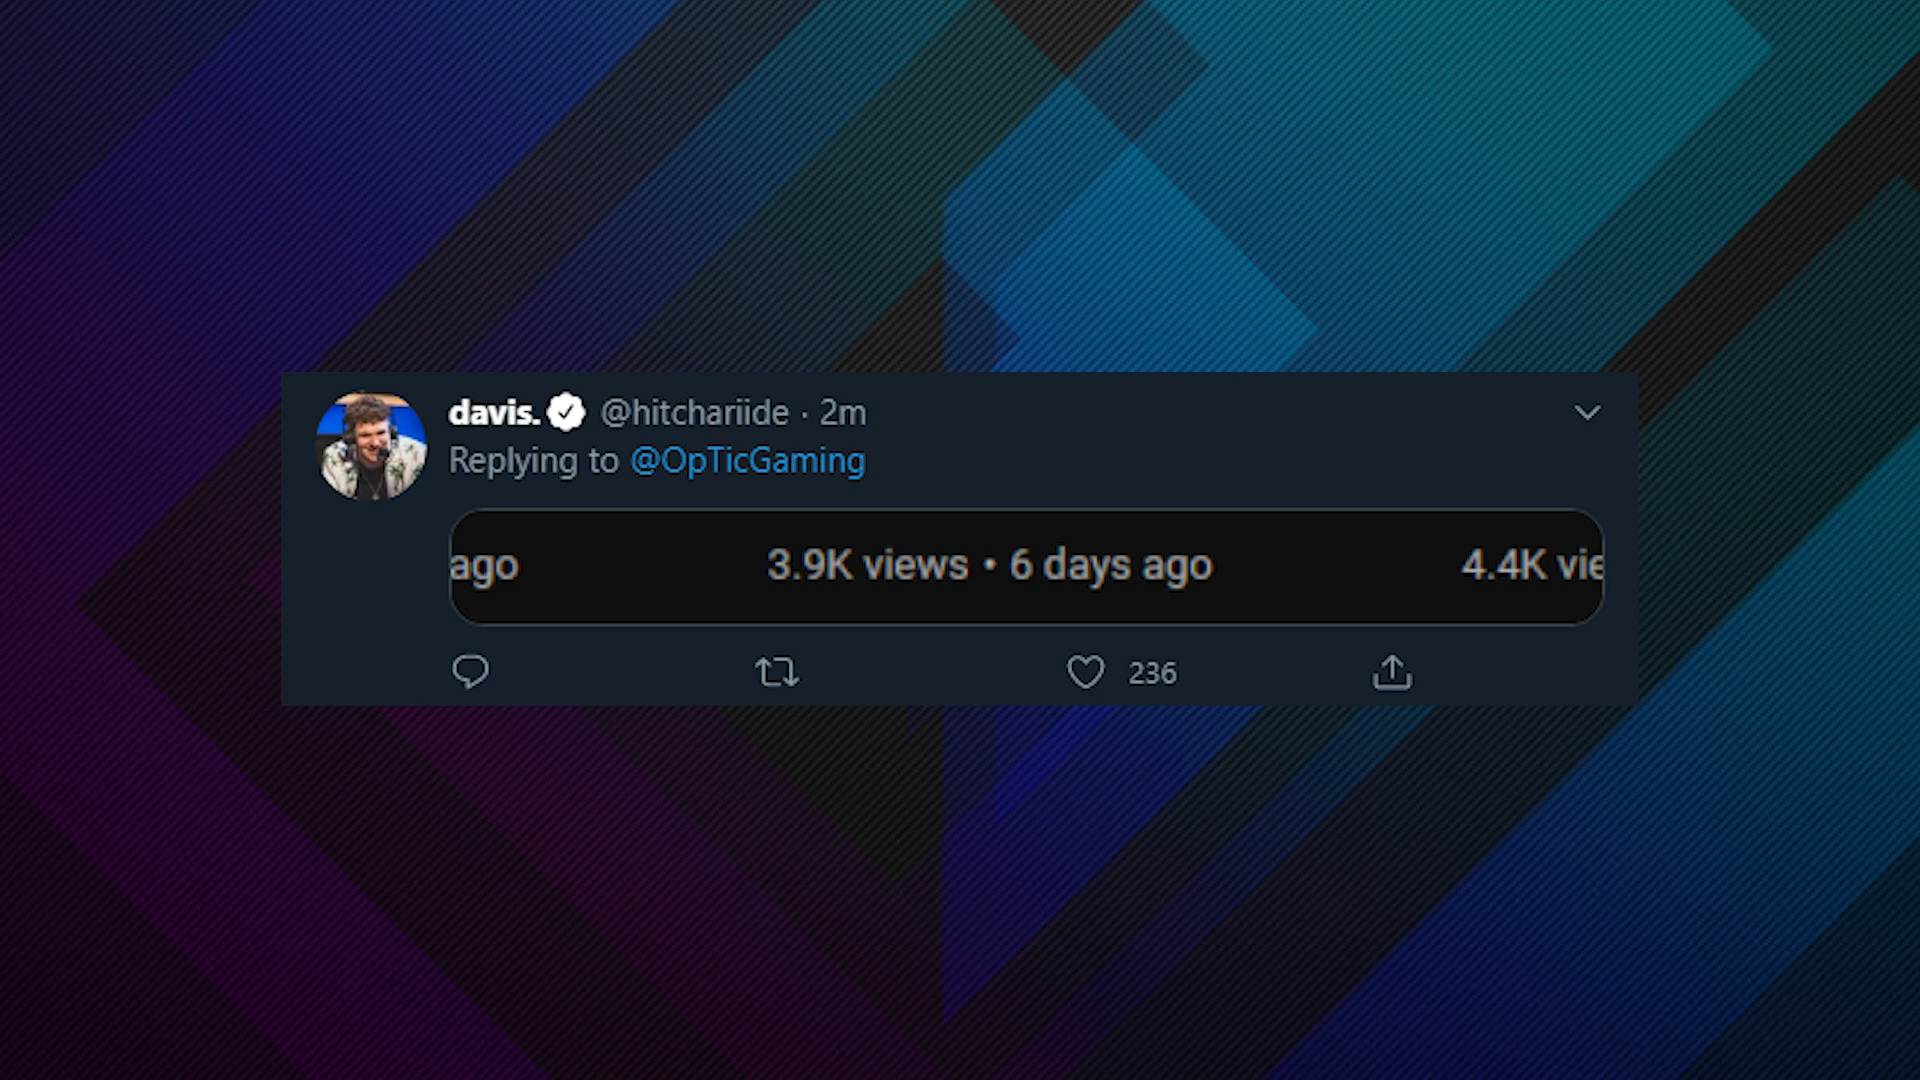 davis. @hitchariide · 2m
Replying to @OpTicGaming
ago 3.9K views • 6 days ago 4.4K vie
236